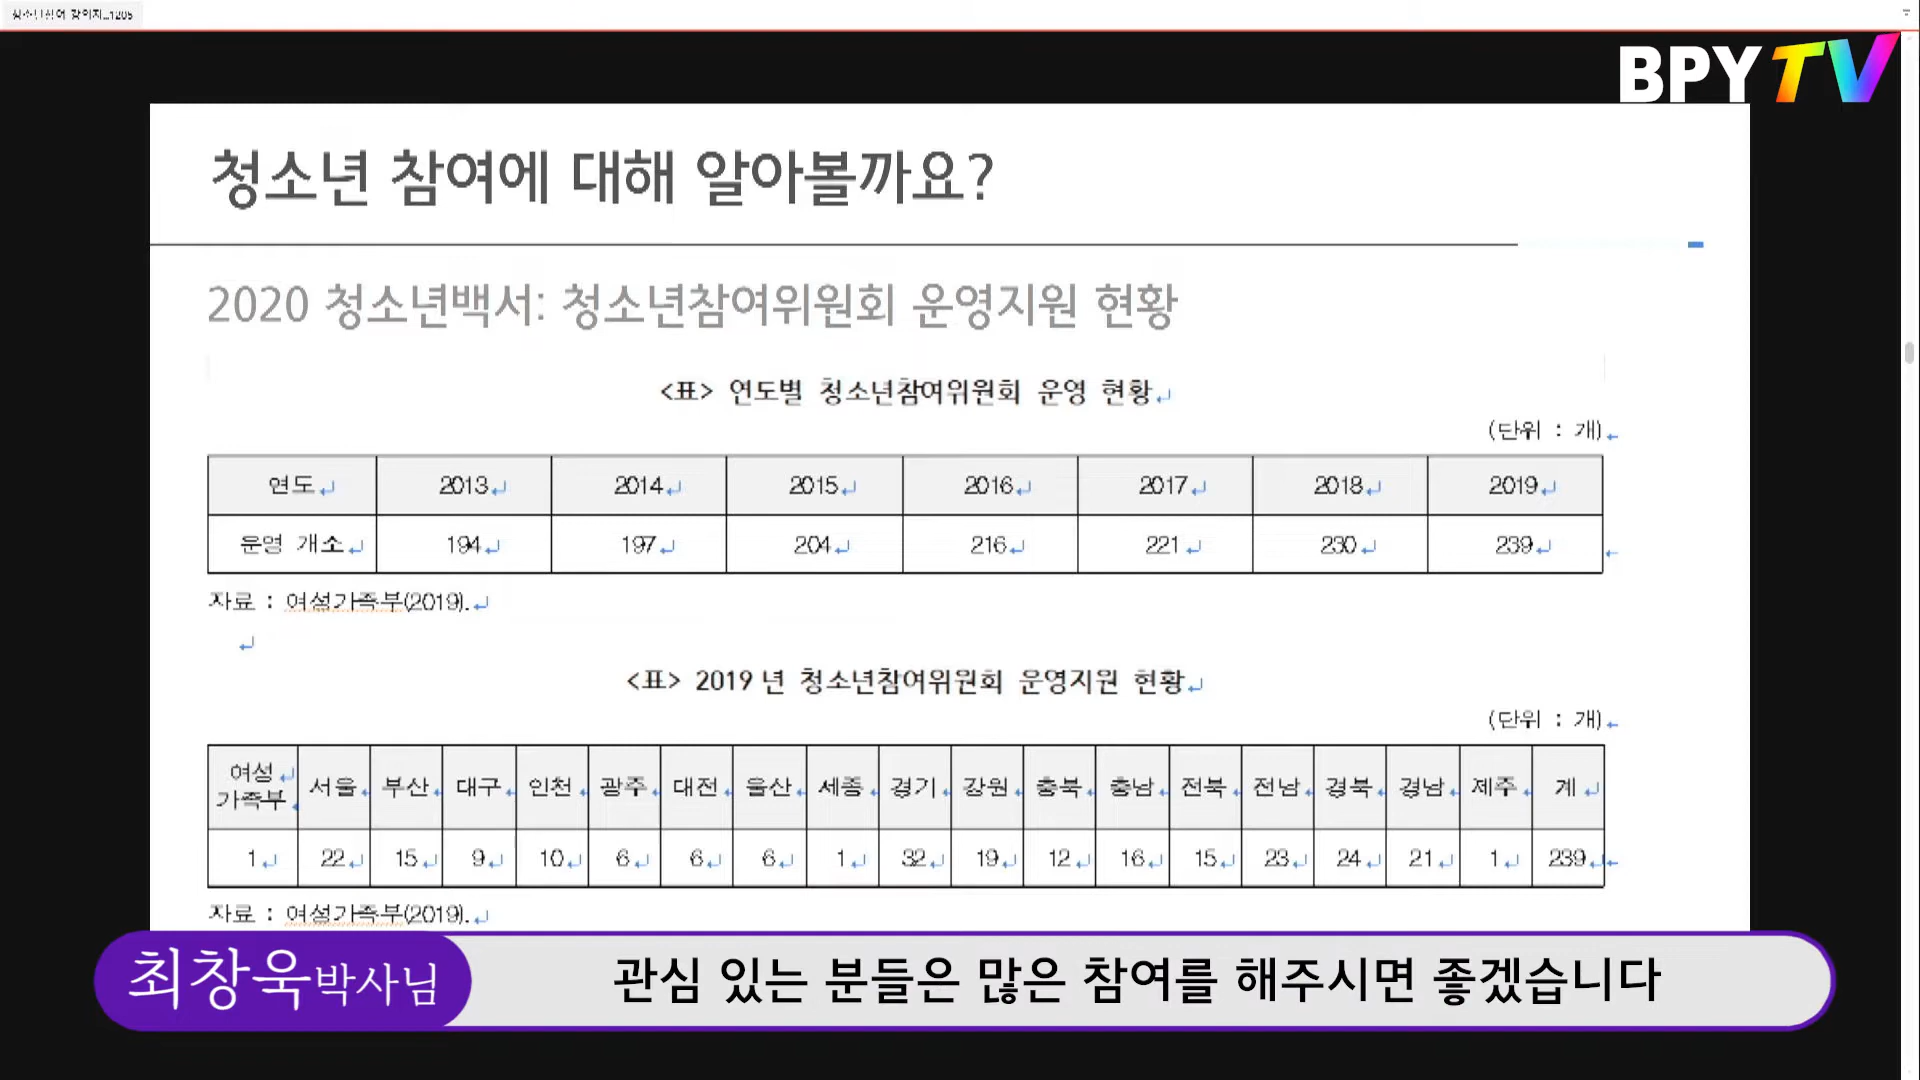 BPY TV
청소년 참여에 대해 알아볼까요?
2020 청소년백서: 청소년참여위원회 운영지원 현황
<표> 연도별 청소년참여위원회 운영 현황
(단위 : 개)
연도 2013 2014 2015 2016 2017 2018 2019
운영 개소 194 197 204 216 221 230 239
자료 : 여성가족부(2019).
<표> 2019년 청소년참여위원회 운영지원 현황
(단위 : 개)
여성가족부 서울 부산 대구 인천 광주 대전 울산 세종 경기 강원 충북 충남 전북 전남 경북 경남 제주 계
1 22 15 9 10 6 6 6 1 32 19 12 16 15 23 24 21 1 239
자료 : 여성가족부(2019).
최창욱박사님
관심 있는 분들은 많은 참여를 해주시면 좋겠습니다